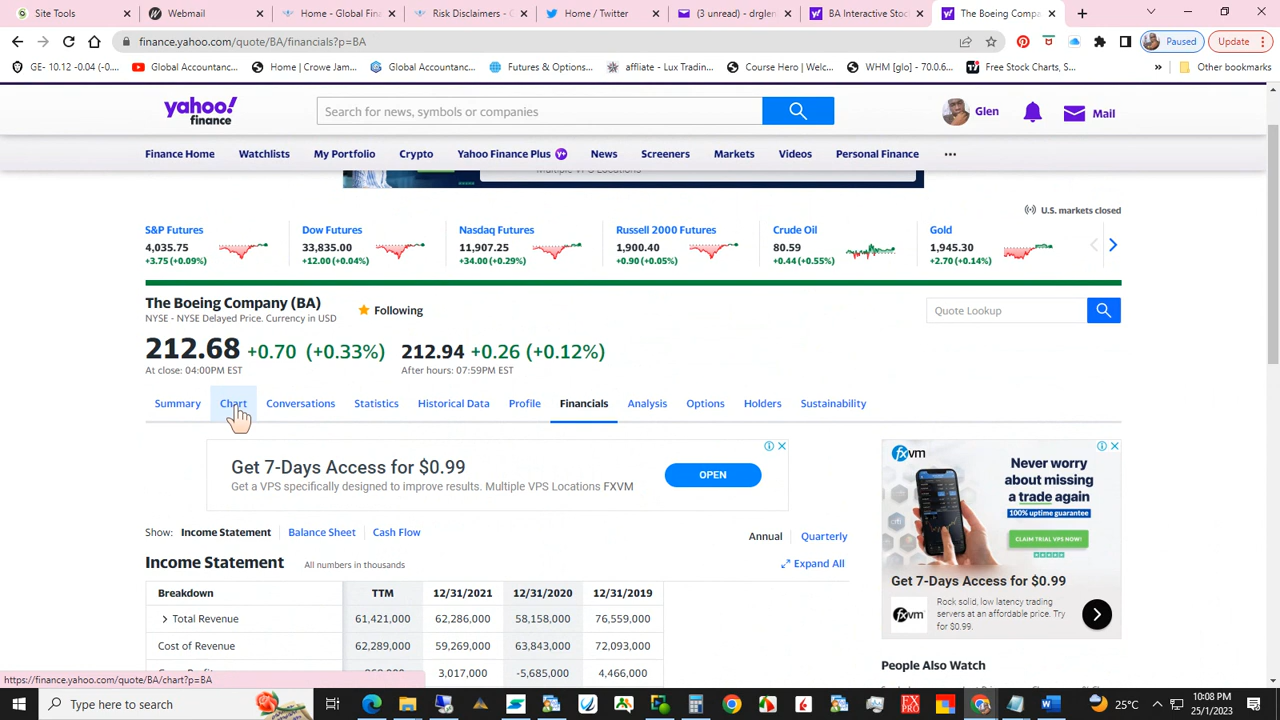 Site Tools
Webmail
Home - Global Fin
Risk Disclaimers - G
Home / Twitter
(3 unread) - drglen
BA Interactive Stoc
The Boeing Compa
finance.yahoo.com/quote/BA/financials?p=BA
Paused
Update
GE- 10.12 -0.04 (-0....
Global Accountanc...
Home | Crowe Jam...
Global Accountanc...
Futures & Options...
affliate - Lux Tradin...
Course Hero | Welc...
WHM [glo] - 70.0.6...
Free Stock Charts, S...
»
Other bookmarks
yahoo!
finance
Search for news, symbols or companies
Glen
Mail
Finance Home
Watchlists
My Portfolio
Crypto
Yahoo Finance Plus
News
Screeners
Markets
Videos
Personal Finance
...
Multiple VPS Locations
U.S. markets closed
S&P Futures
4,035.75
+3.75 (+0.09%)
Dow Futures
33,835.00
+12.00 (+0.04%)
Nasdaq Futures
11,907.25
+34.00 (+0.29%)
Russell 2000 Futures
1,900.40
+0.90 (+0.05%)
Crude Oil
80.59
+0.44 (+0.55%)
Gold
1,945.30
+2.70 (+0.14%)
The Boeing Company (BA)
NYSE - NYSE Delayed Price. Currency in USD
Following
Quote Lookup
212.68 +0.70 (+0.33%)
At close: 04:00PM EST
212.94 +0.26 (+0.12%)
After hours: 07:59PM EST
Summary
Chart
Conversations
Statistics
Historical Data
Profile
Financials
Analysis
Options
Holders
Sustainability
Get 7-Days Access for $0.99
Get a VPS specifically designed to improve results. Multiple VPS Locations FXVM
OPEN
fxvm
Never worry
about missing
a trade again
100% uptime guarantee
CLAIM TRIAL VPS NOW!
Get 7-Days Access for $0.99
fxvm
Rock solid, low latency trading
servers at an affordable price. Try
for $0.99.
Show: Income Statement
Balance Sheet
Cash Flow
Annual
Quarterly
Income Statement
All numbers in thousands
Expand All
Breakdown TTM 12/31/2021 12/31/2020 12/31/2019
Total Revenue 61,421,000 62,286,000 58,158,000 76,559,000
Cost of Revenue 62,289,000 59,269,000 63,843,000 72,093,000
3,017,000 -5,685,000 4,466,000
People Also Watch
https://finance.yahoo.com/quote/BA/chart?p=BA
Type here to search
25°C
10:08 PM
25/1/2023